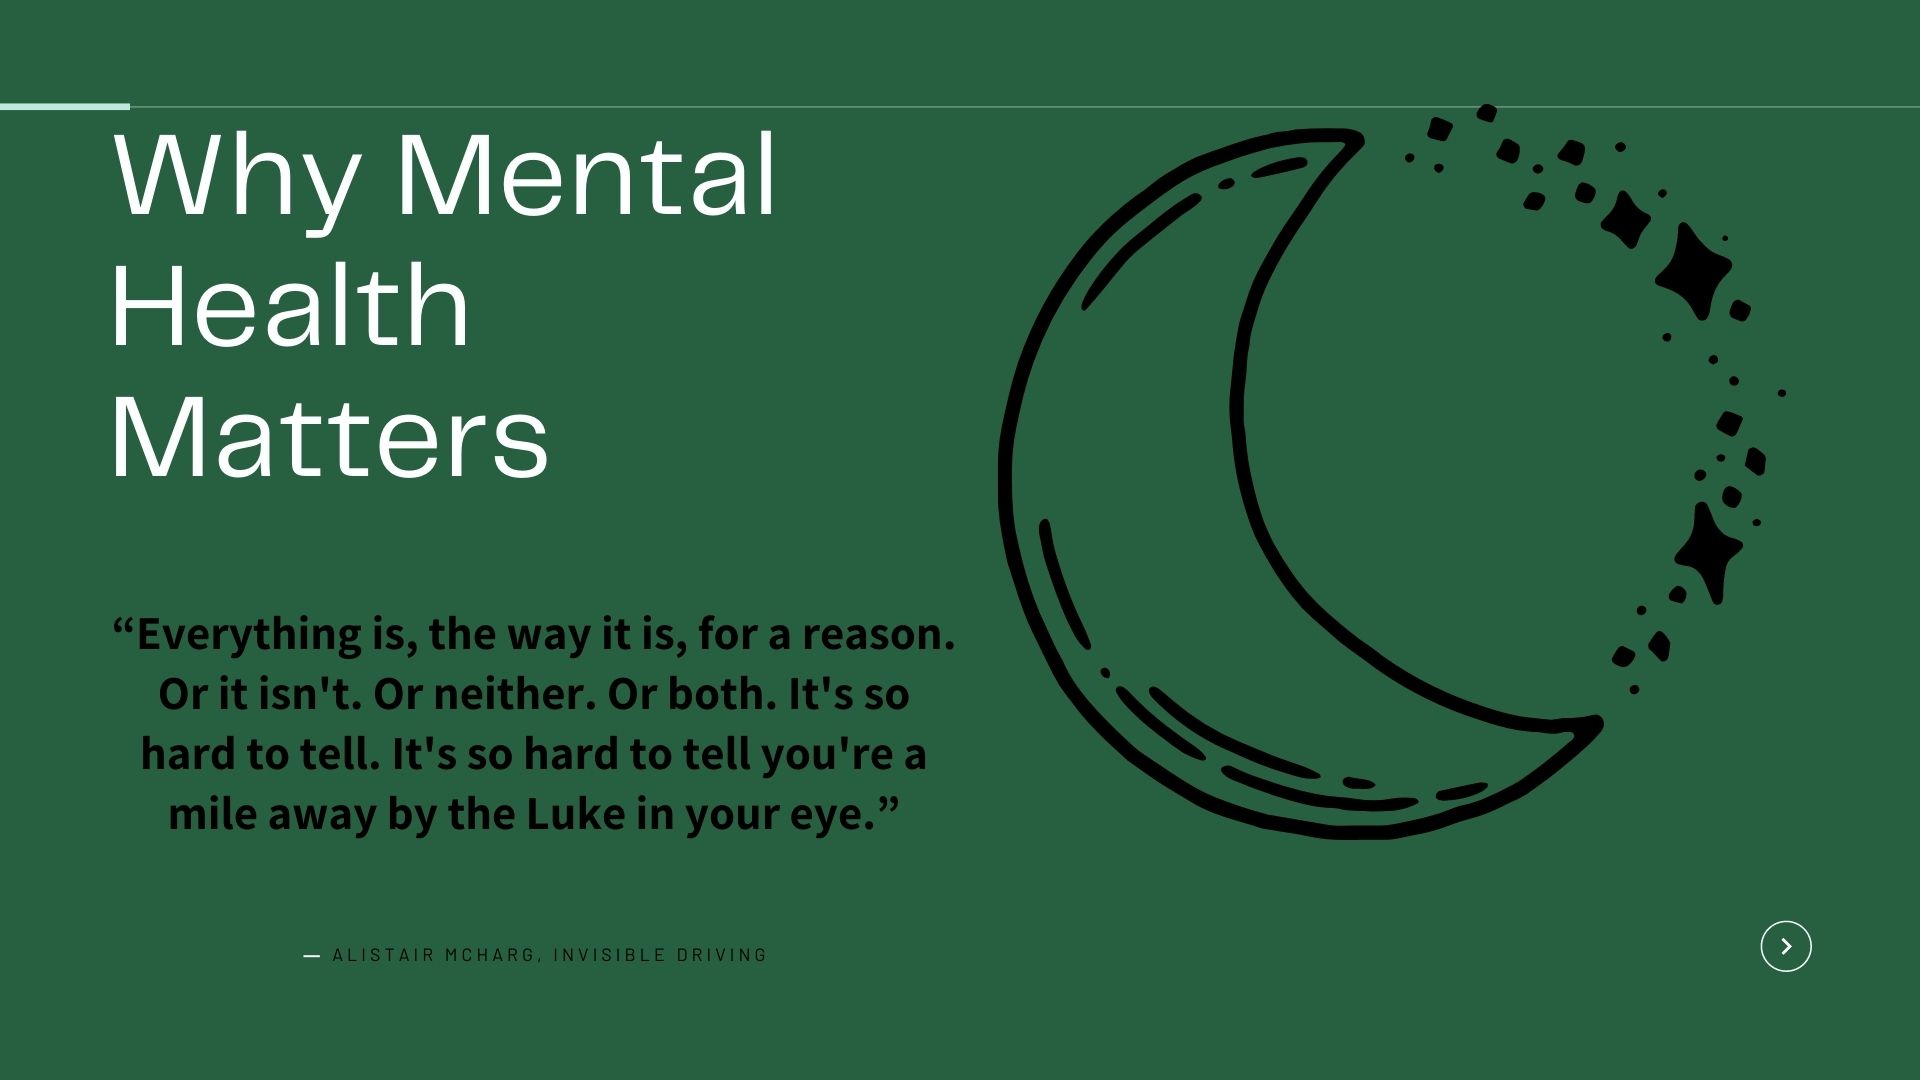 Why Mental
Health
Matters
“Everything is, the way it is, for a reason.
Or it isn't. Or neither. Or both. It's so
hard to tell. It's so hard to tell you're a
mile away by the Luke in your eye.”
— ALISTAIR MCHARG, INVISIBLE DRIVING